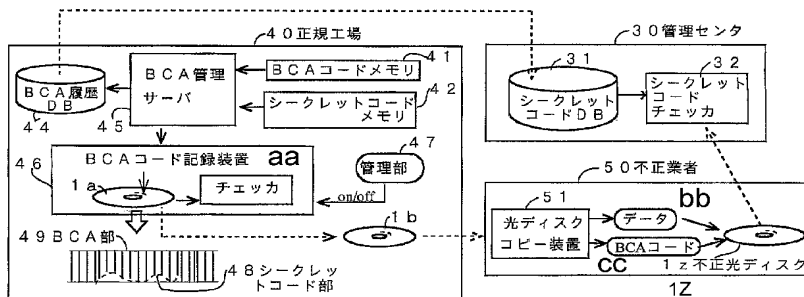 40正規工場
BCA履歴
DB
44
BCA管理
サーバ
45
BCAコードメモリ
41
シークレットコード
メモリ
42
46
BCAコード記録装置
aa
1a
チェッカ
47
管理部
on/off
49BCA部
48シークレッ
トコード部
1b
30管理センタ
31
シークレット
コードDB
32
シークレット
コード
チェッカ
50不正業者
51
光ディスク
コピー装置
データ
bb
BCAコード
cc
1z不正光ディスク
1Z